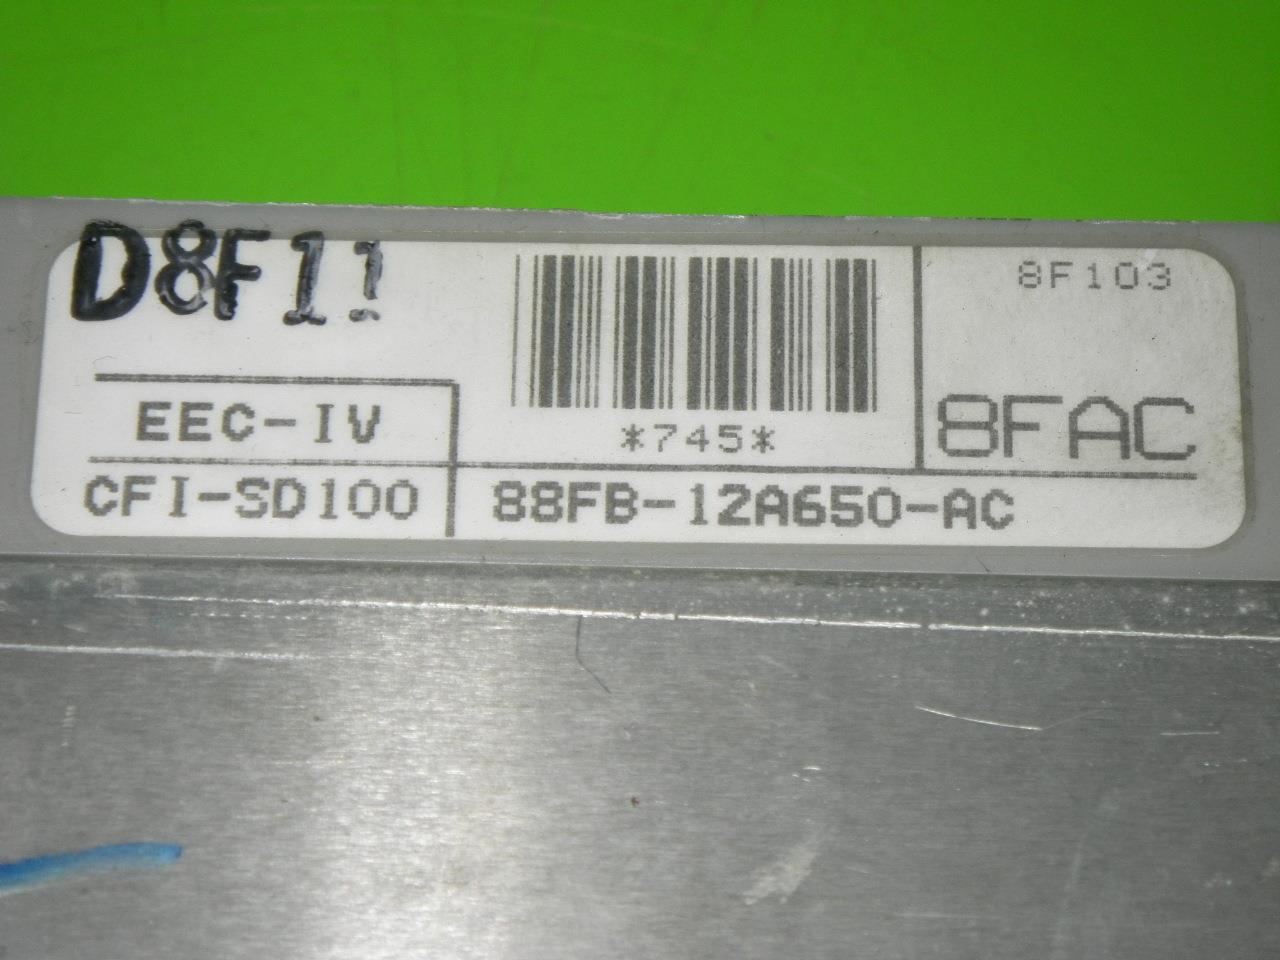 D8F11
8F103
EEC-IV
*745*
8FAC
CFI-SD100
88FB-12A650-AC